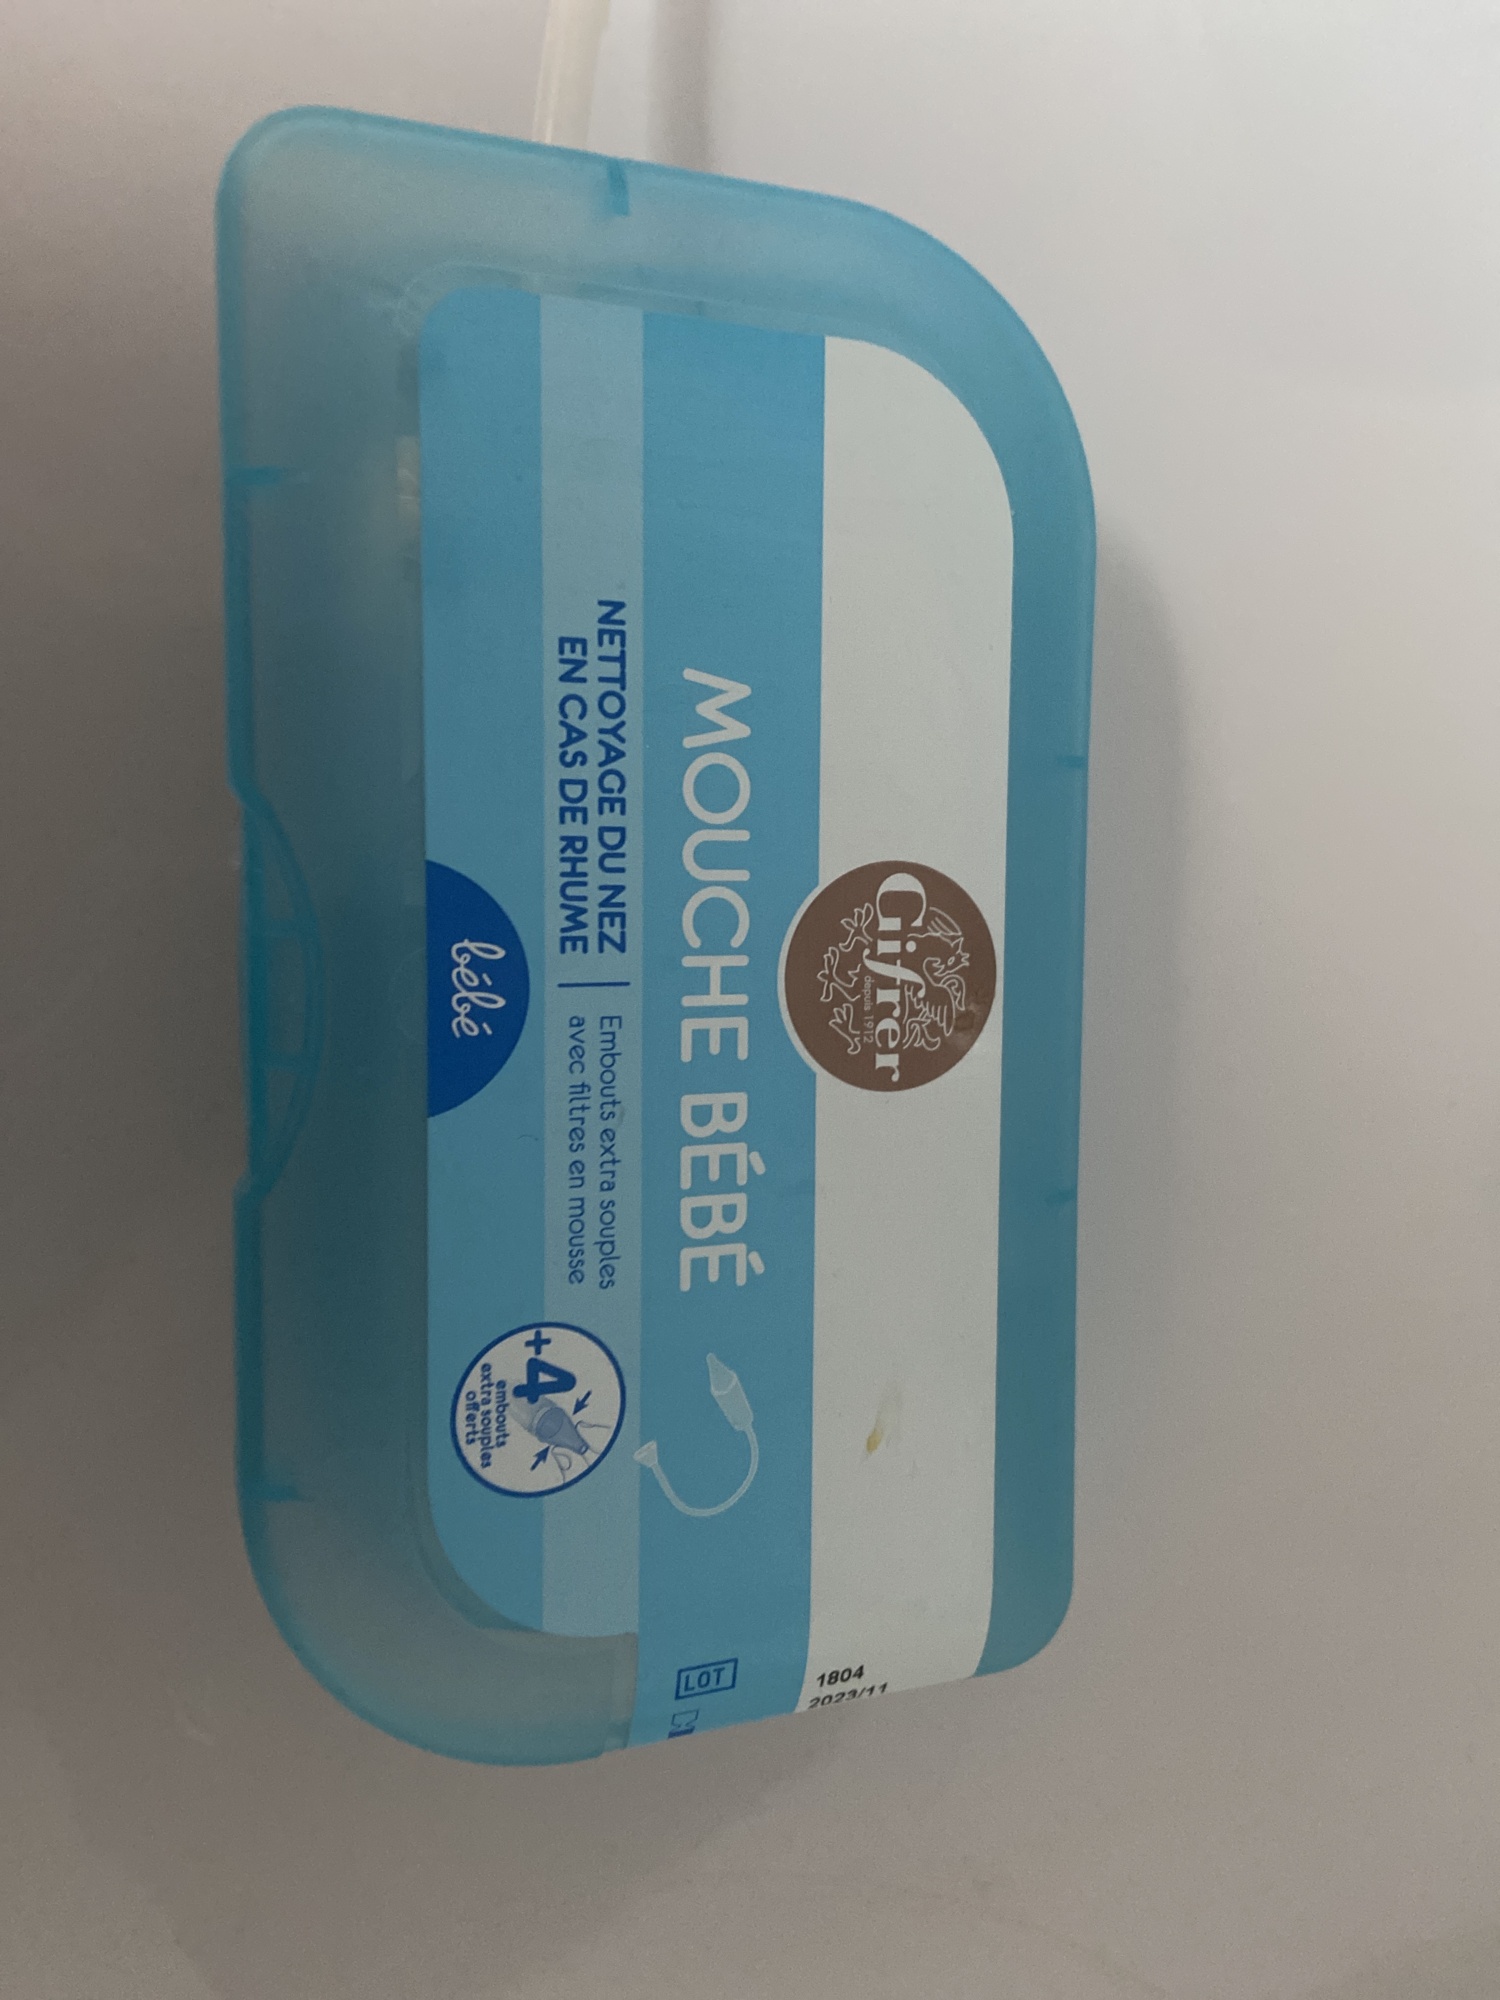 Gifrer
depuis 1912
MOUCHE BÉBÉ
NETTOYAGE DU NEZ
EN CAS DE RHUME
Embouts extra souples
avec filtres en mousse
+4
embouts
extra souples
offerts
bébé
LOT
1804
2023/11